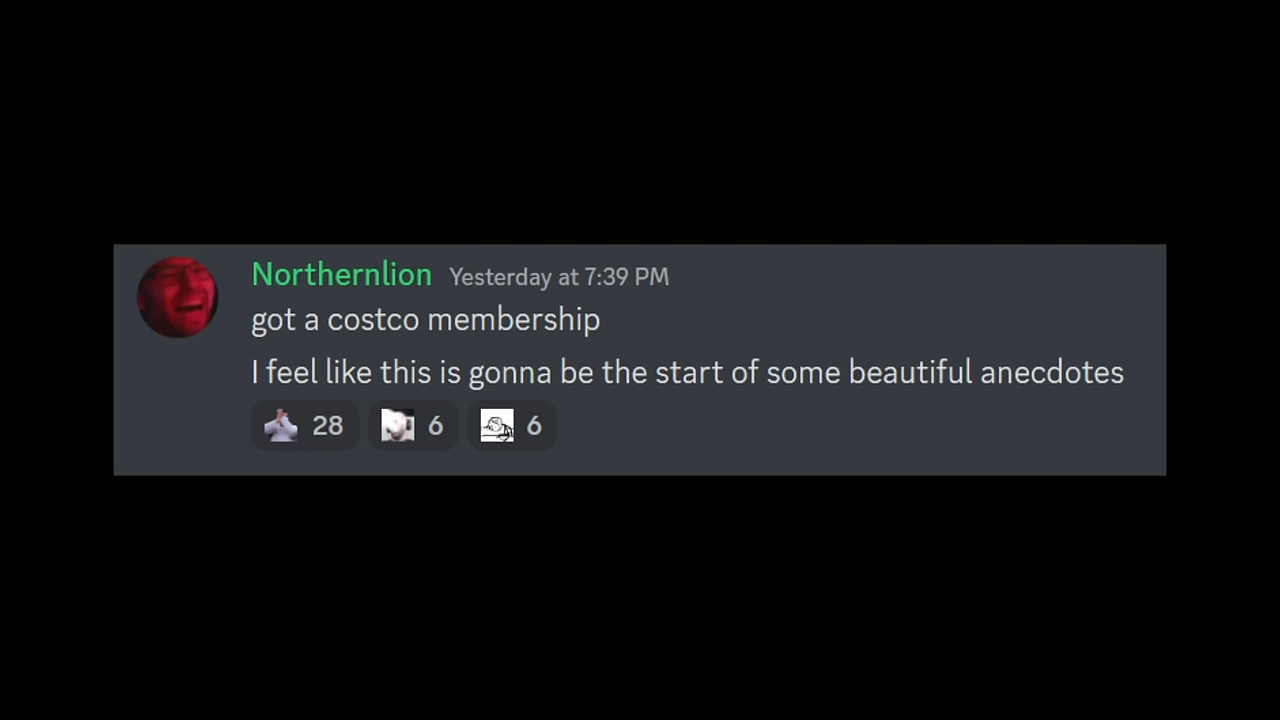 Northernlion Yesterday at 7:39 PM
got a costco membership
I feel like this is gonna be the start of some beautiful anecdotes
28 6 6